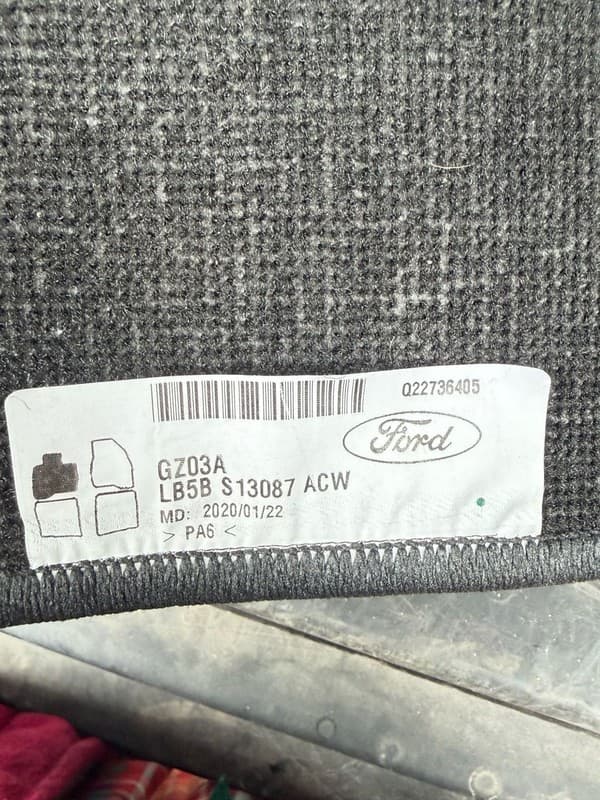 Q22736405
Ford
GZ03A
LB5B S13087 ACW
MD: 2020/01/22
> PA6 <